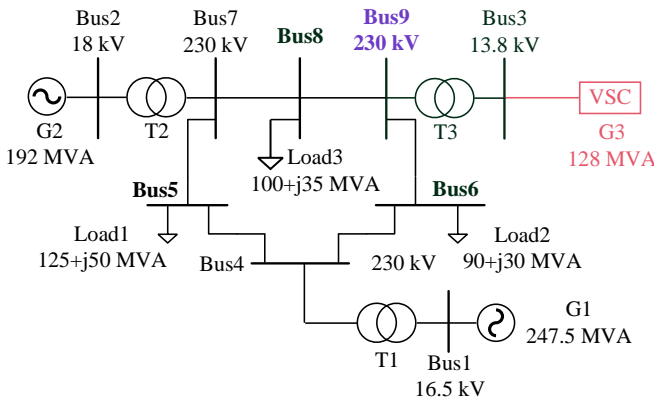 Bus2
18 kV
Bus7
230 kV
Bus8
Bus9
230 kV
Bus3
13.8 kV
VSC
G2
192 MVA
T2
T3
G3
128 MVA
Load3
100+j35 MVA
Bus5
Bus6
Load1
125+j50 MVA
Bus4
230 kV
Load2
90+j30 MVA
T1
Bus1
16.5 kV
G1
247.5 MVA